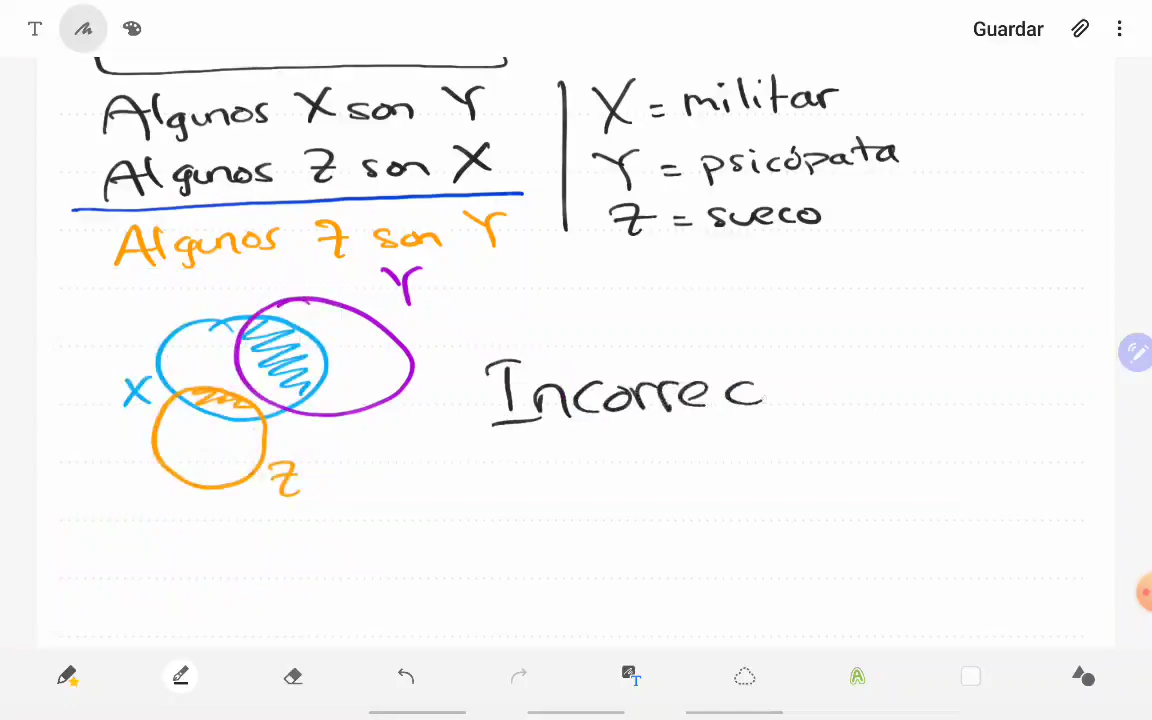 T Guardar
Algunos X son Y
Algunos Z son X
Algunos Z son Y
X = militar
Y = psicópata
Z = sueco
Y
X
Z
Incorrec
T
A